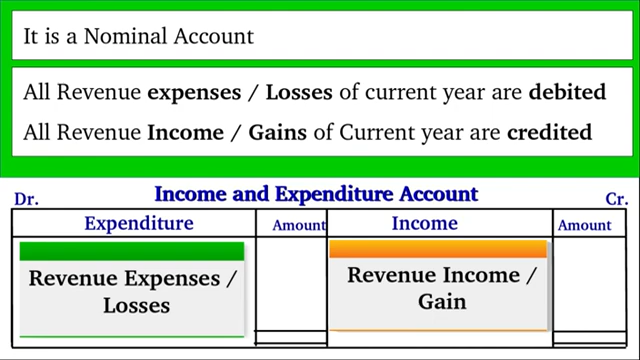 It is a Nominal Account
All Revenue expenses / Losses of current year are debited
All Revenue Income / Gains of Current year are credited
Income and Expenditure Account
Dr. Cr.
Expenditure Amount Income Amount
Revenue Expenses /
Losses
Revenue Income /
Gain